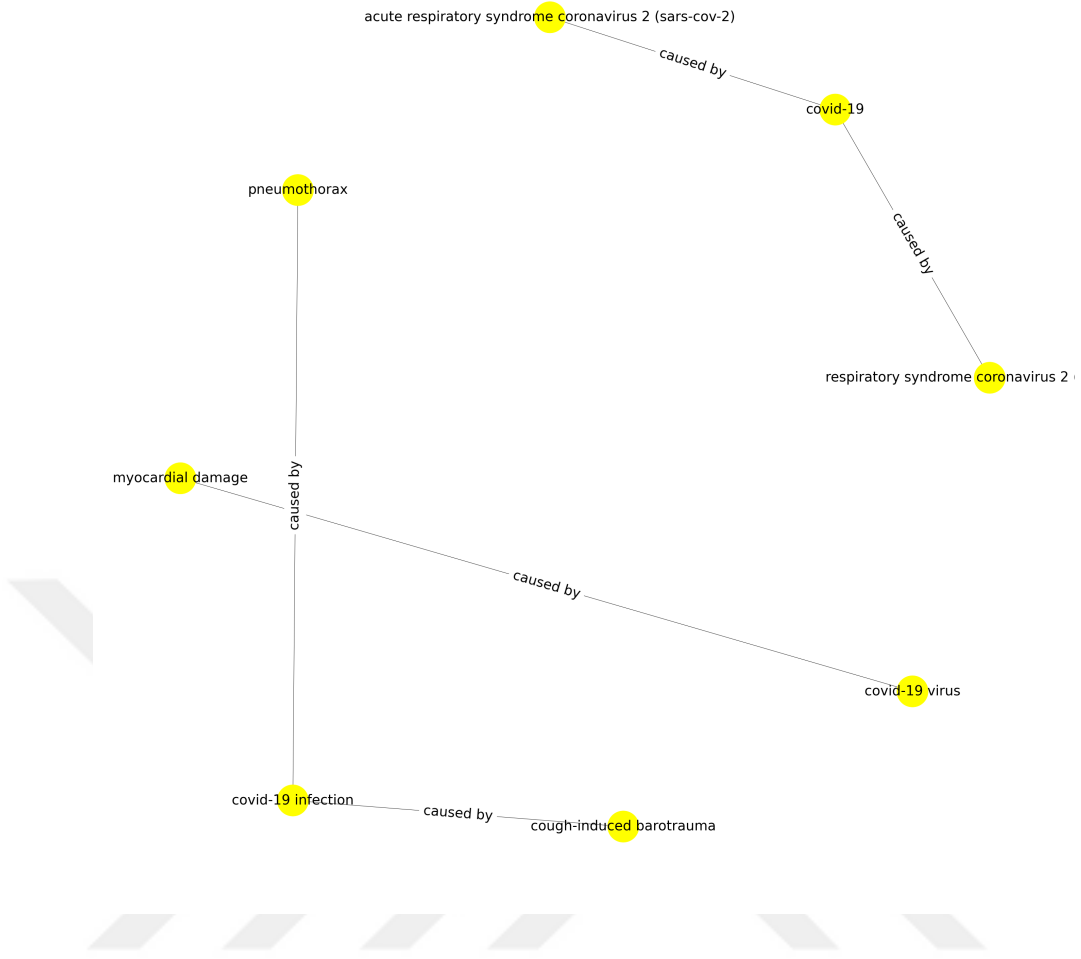 acute respiratory syndrome coronavirus 2 (sars-cov-2)
caused by
covid-19
pneumothorax
caused by
respiratory syndrome coronavirus 2 (
caused by
myocardial damage
caused by
covid-19 virus
covid-19 infection
caused by
cough-induced barotrauma